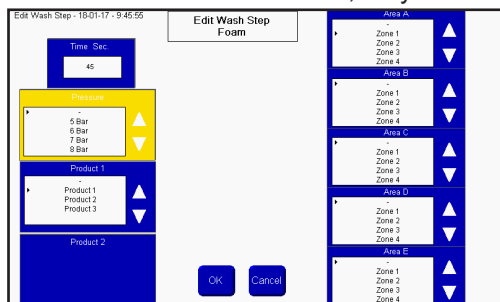 Edit Wash Step - 18-01-17 - 9:45:55
Edit Wash Step
Foam
Time Sec.
45
Pressure
-
5 Bar
6 Bar
7 Bar
8 Bar
Product 1
-
Product 1
Product 2
Product 3
Product 2
OK
Cancel
Area A
-
Zone 1
Zone 2
Zone 3
Zone 4
Area B
-
Zone 1
Zone 2
Zone 3
Zone 4
Area C
-
Zone 1
Zone 2
Zone 3
Zone 4
Area D
-
Zone 1
Zone 2
Zone 3
Zone 4
Area E
-
Zone 1
Zone 2
Zone 3
Zone 4